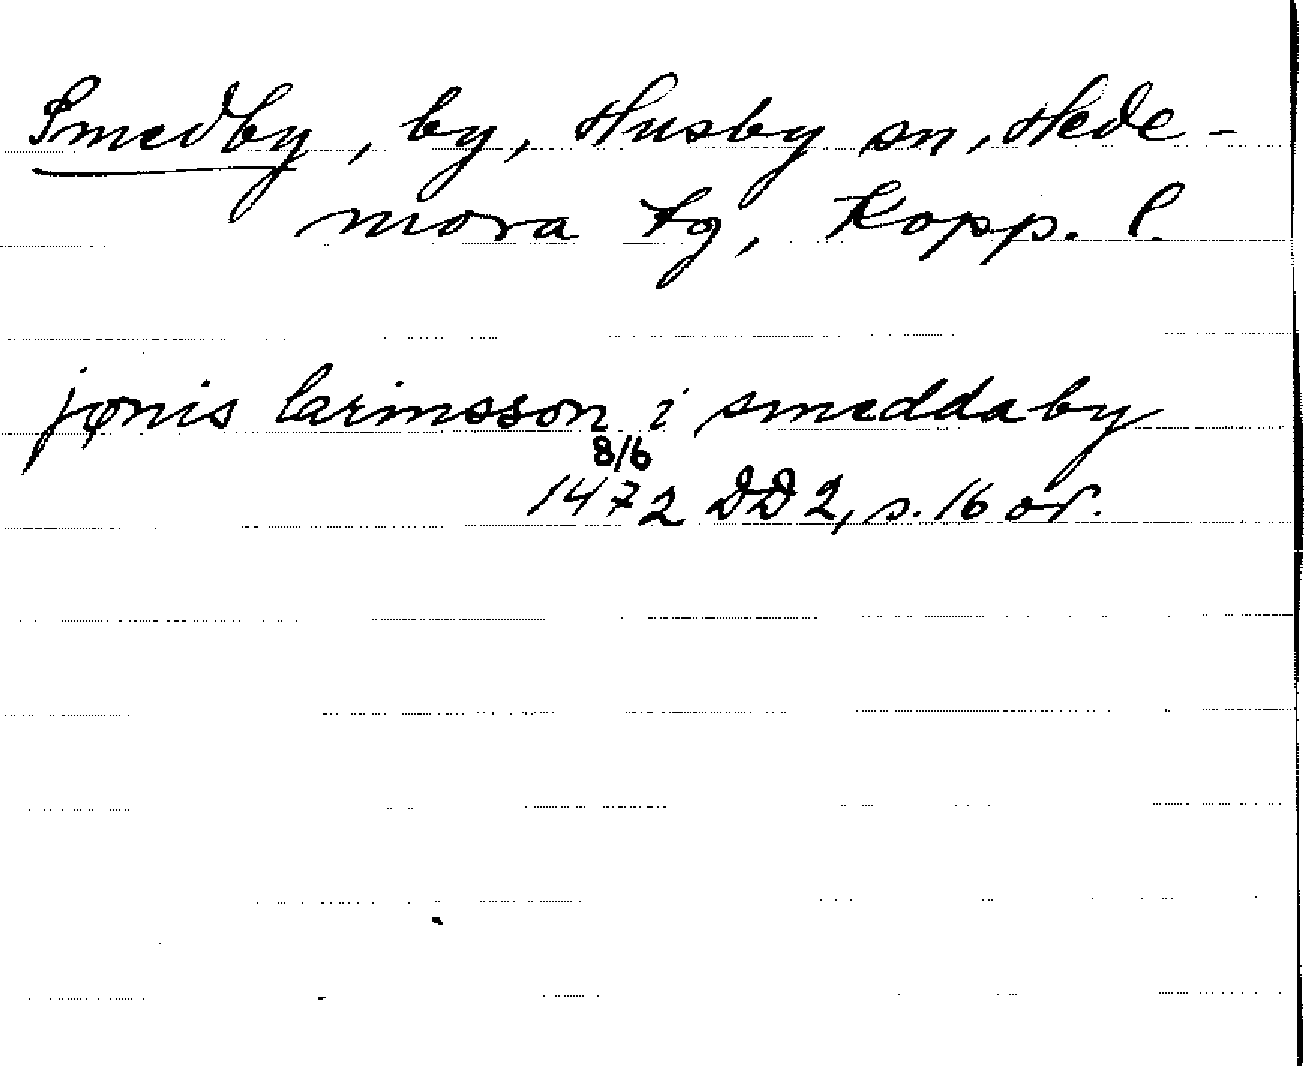 Smedby, by, Husby sn, Hede-
mora tg, Kopp. l.
jønis larinsson i smeddaby
8/6
1472 DD 2, s. 16 or.